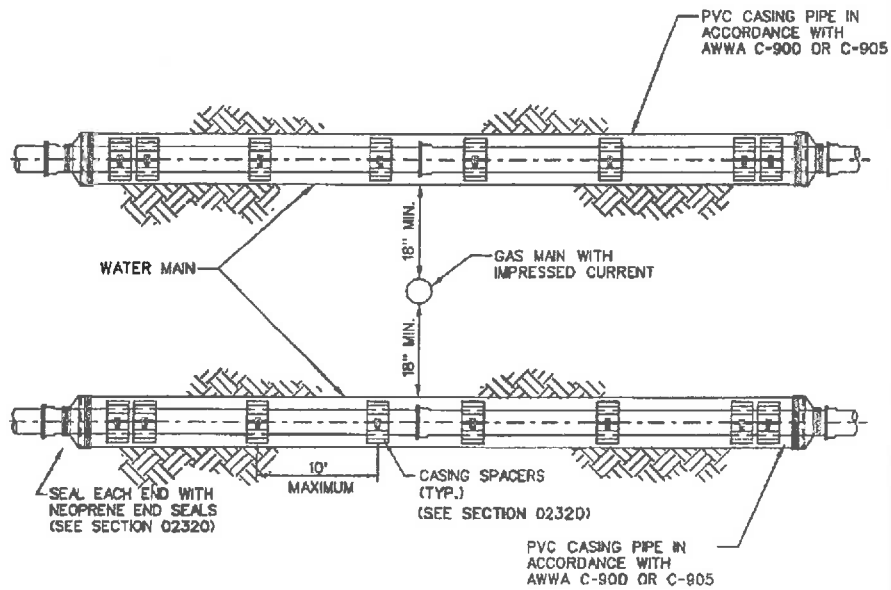 PVC CASING PIPE IN
ACCORDANCE WITH
AWWA C-900 OR C-905
18" MIN.
WATER MAIN
GAS MAIN WITH
IMPRESSED CURRENT
18" MIN.
10'
MAXIMUM
CASING SPACERS
(TYP.)
(SEE SECTION 02320)
SEAL EACH END WITH
NEOPRENE END SEALS
(SEE SECTION 02320)
PVC CASING PIPE IN
ACCORDANCE WITH
AWWA C-900 OR C-905